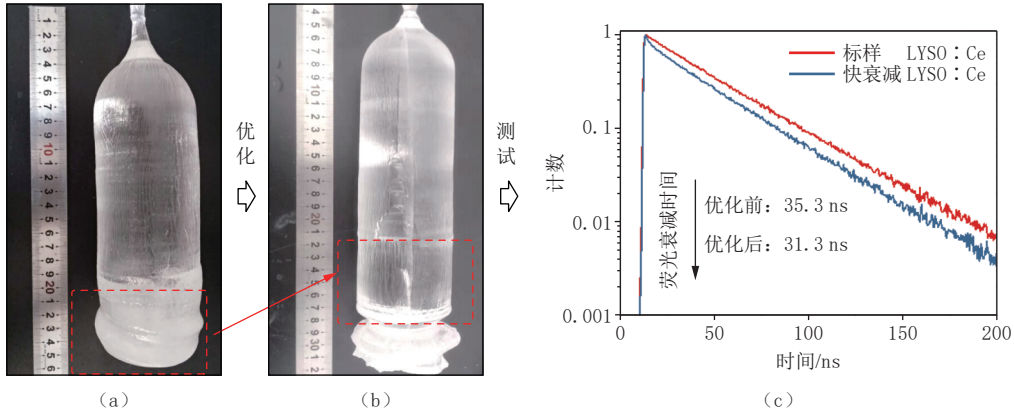 优化
测试
1
0.1
0.01
0.001
计数
标样 LYSO:Ce
快衰减 LYSO:Ce
荧光衰减时间
优化前: 35.3 ns
优化后: 31.3 ns
0 50 100 150 200
时间/ns
(a) (b) (c)